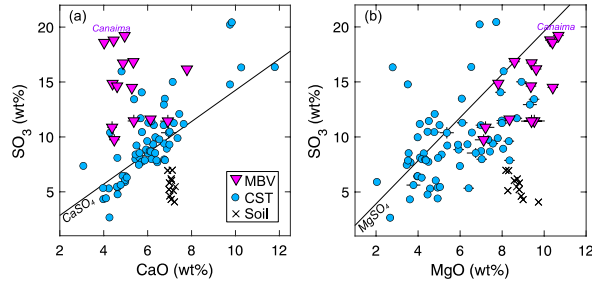 (a)
Canaima
SO3 (wt%)
20
15
10
5
CaSO4
MBV
CST
Soil
2 4 6 8 10 12
CaO (wt%)
(b)
Canaima
SO3 (wt%)
20
15
10
5
MgSO4
2 4 6 8 10 12
MgO (wt%)